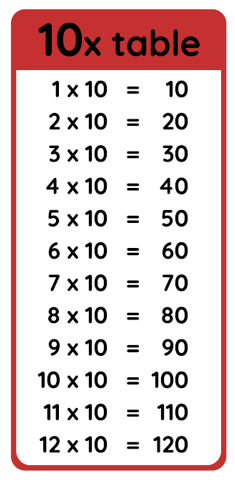 10x table
1 x 10 = 10
2 x 10 = 20
3 x 10 = 30
4 x 10 = 40
5 x 10 = 50
6 x 10 = 60
7 x 10 = 70
8 x 10 = 80
9 x 10 = 90
10 x 10 = 100
11 x 10 = 110
12 x 10 = 120